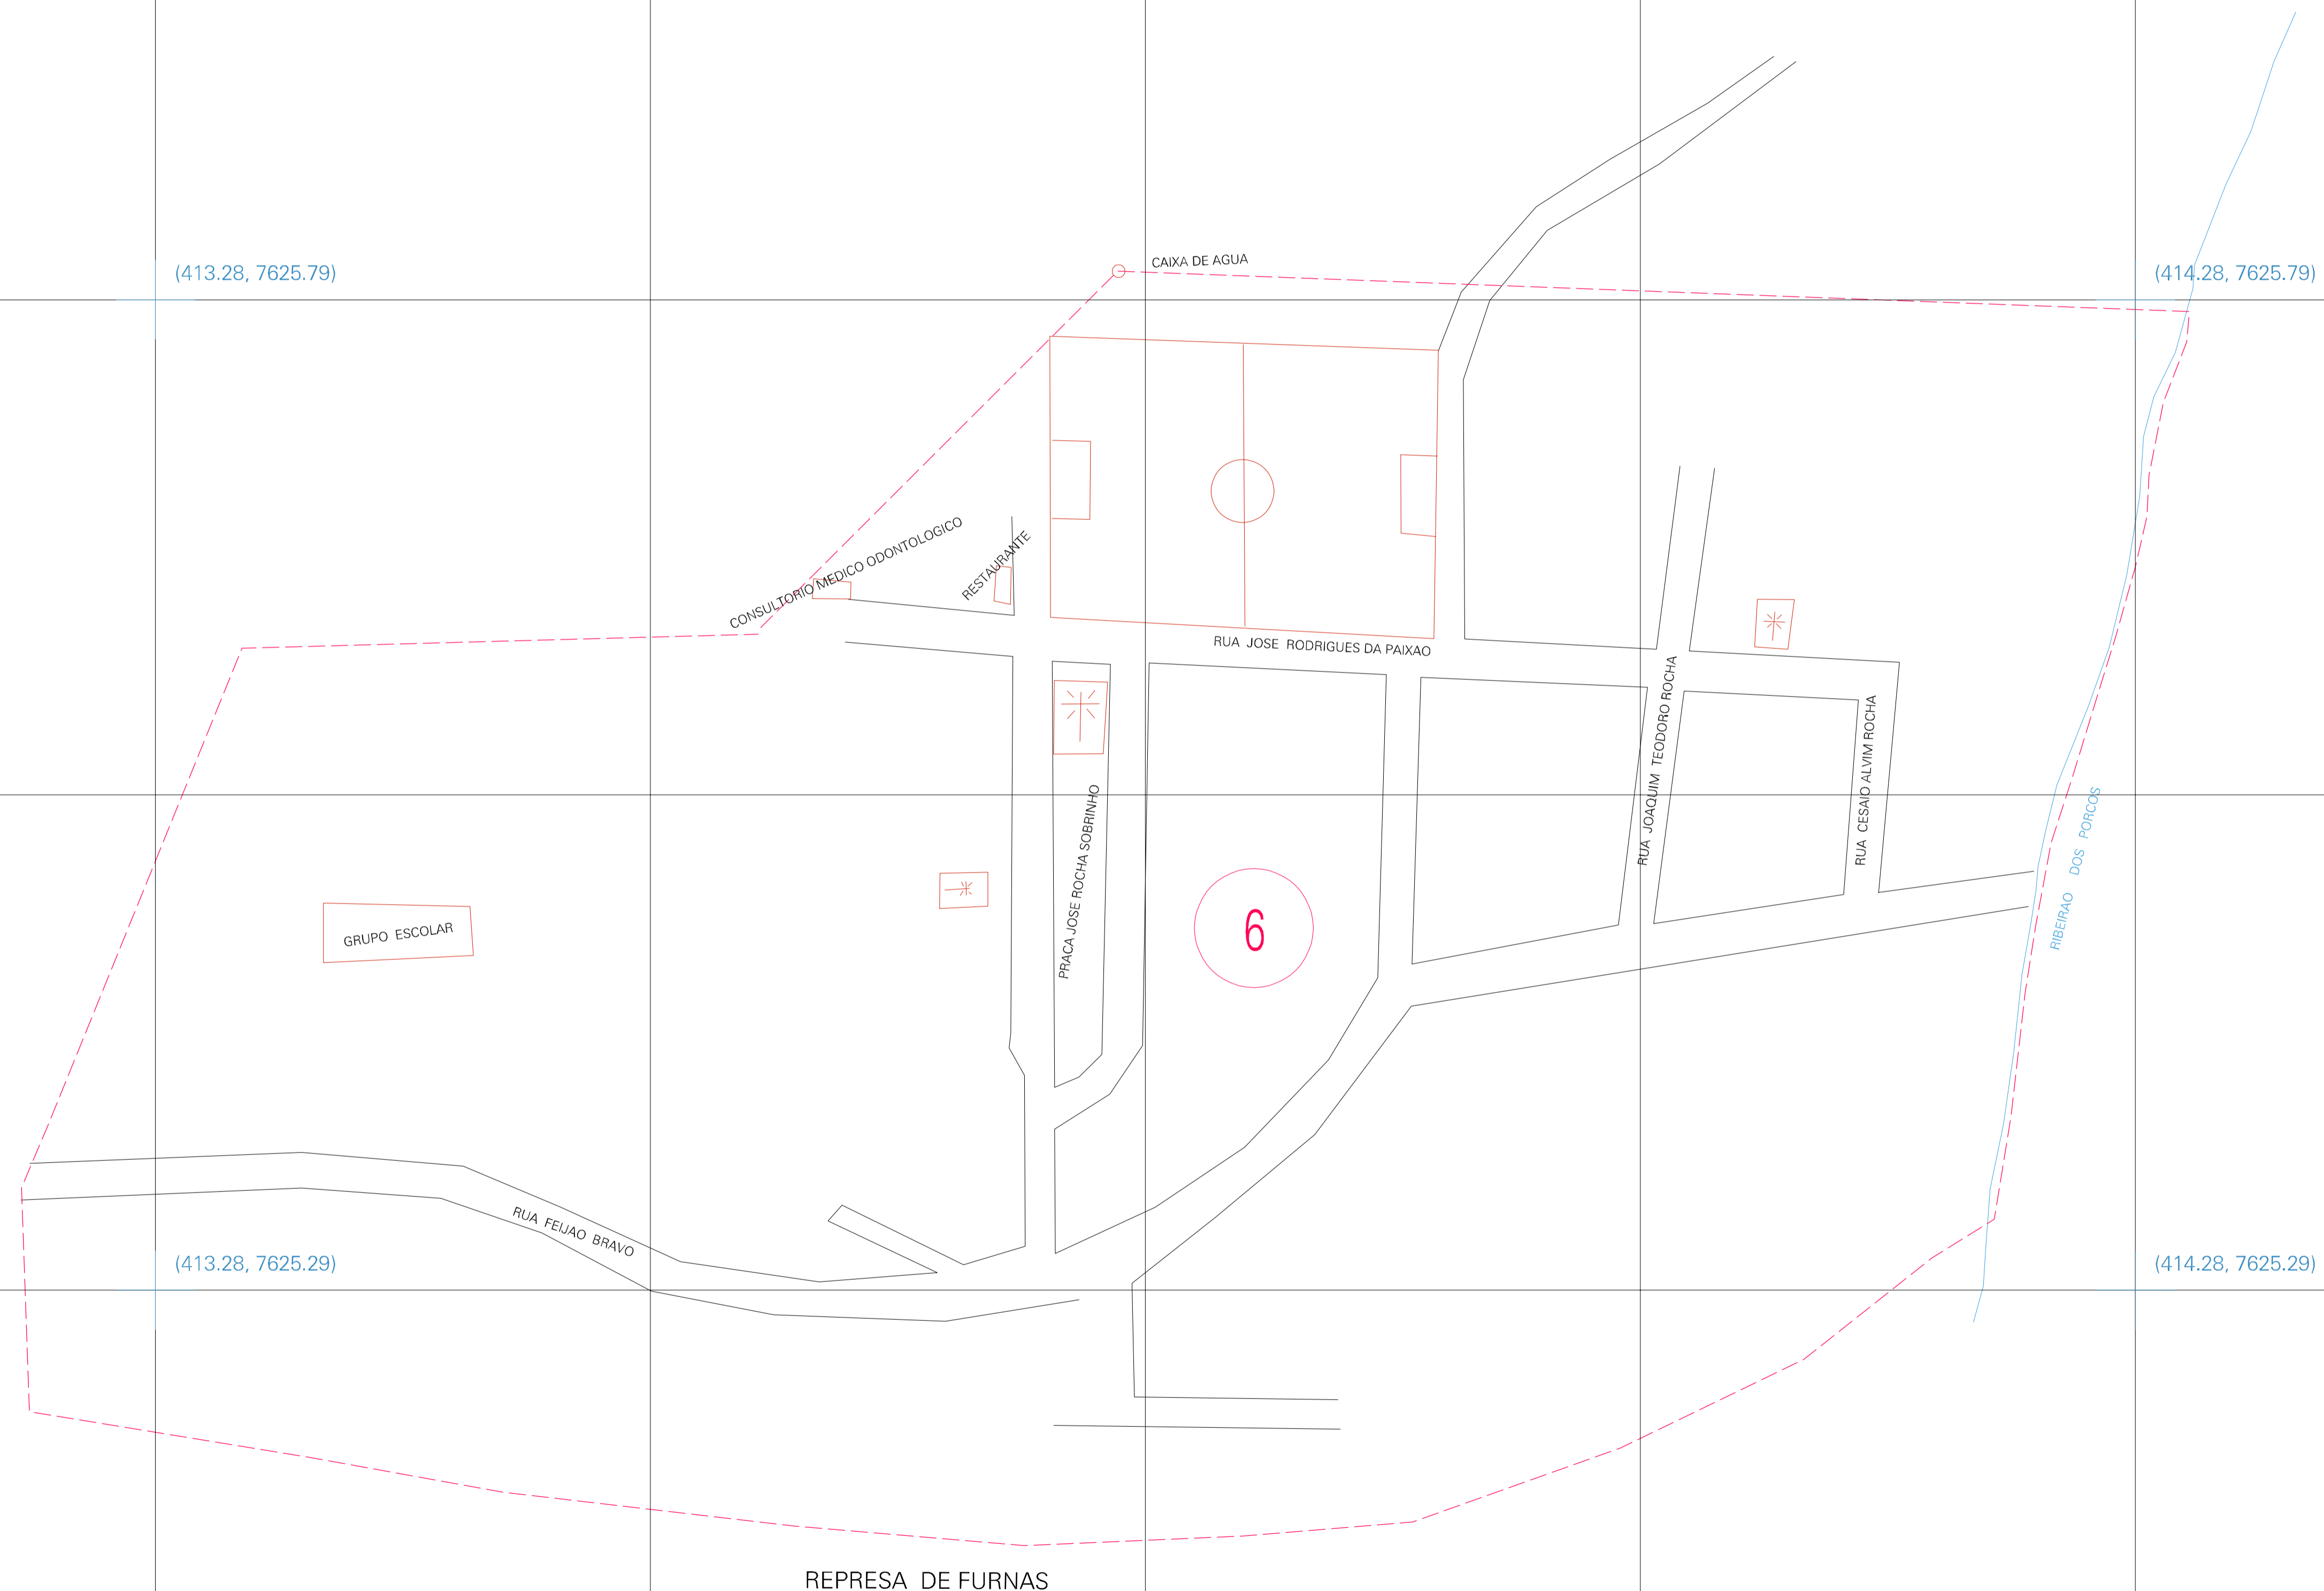 CAIXA DE AGUA
(413.28, 7625.79)
(414.28, 7625.79)
CONSULTORIO MEDICO ODONTOLOGICO
RESTAURANTE
RUA JOSE RODRIGUES DA PAIXAO
RUA JOAQUIM TEODORO ROCHA
RUA CESAIO ALVIM ROCHA
PRACA JOSE ROCHA SOBRINHO
RIBEIRAO DOS PORCOS
GRUPO ESCOLAR
6
RUA FEIJAO BRAVO
(413.28, 7625.29)
(414.28, 7625.29)
REPRESA DE FURNAS